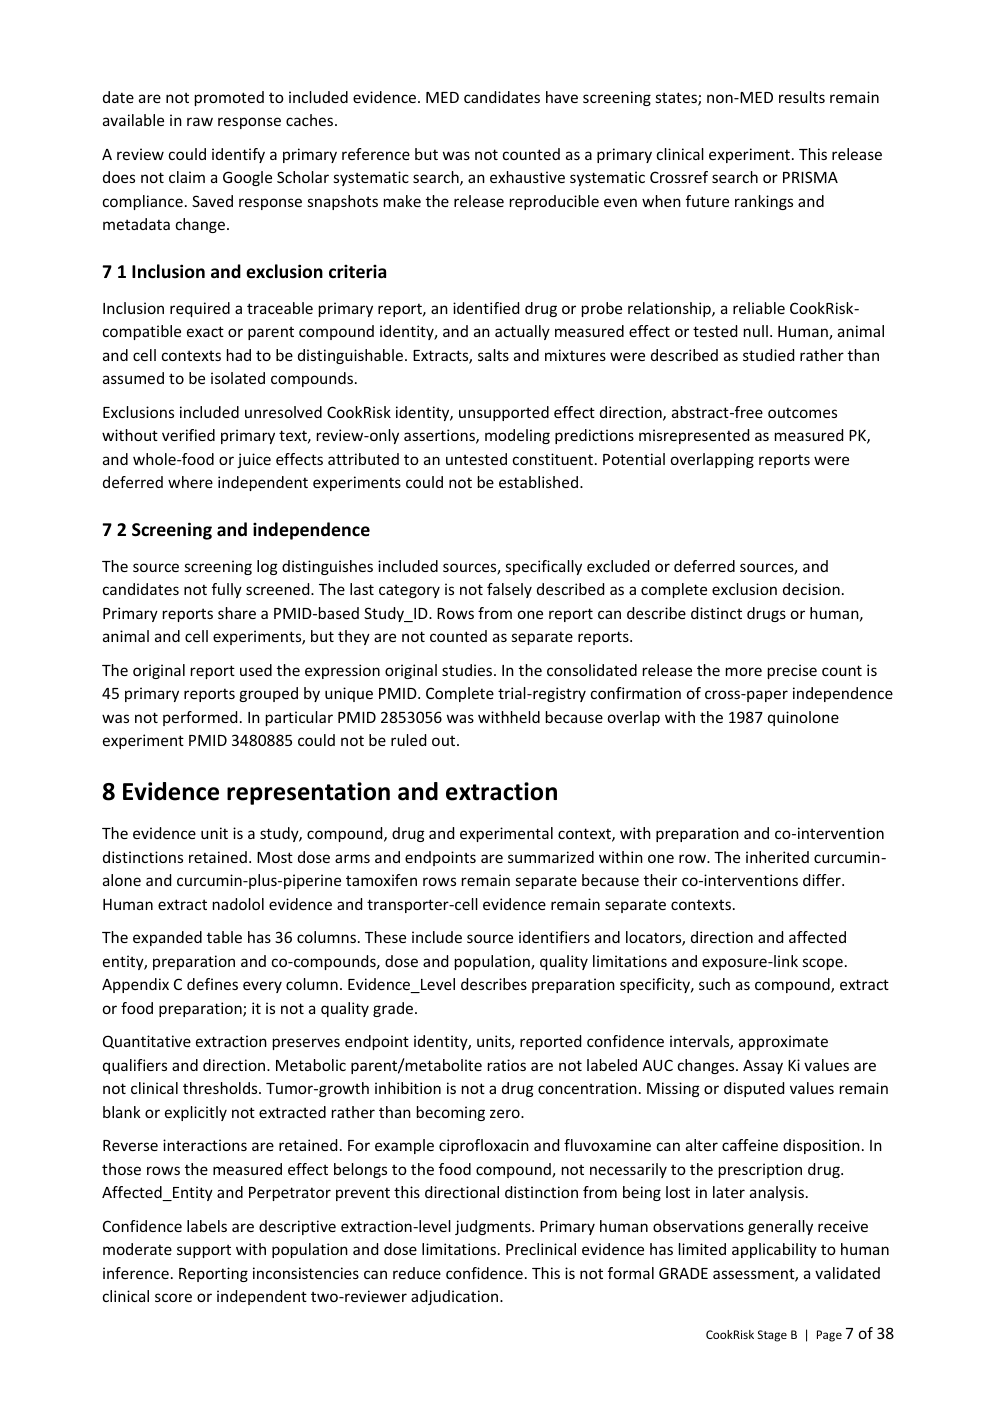 date are not promoted to included evidence. MED candidates have screening states; non-MED results remain
available in raw response caches.
A review could identify a primary reference but was not counted as a primary clinical experiment. This release
does not claim a Google Scholar systematic search, an exhaustive systematic Crossref search or PRISMA
compliance. Saved response snapshots make the release reproducible even when future rankings and
metadata change.
7 1 Inclusion and exclusion criteria
Inclusion required a traceable primary report, an identified drug or probe relationship, a reliable CookRisk-
compatible exact or parent compound identity, and an actually measured effect or tested null. Human, animal
and cell contexts had to be distinguishable. Extracts, salts and mixtures were described as studied rather than
assumed to be isolated compounds.
Exclusions included unresolved CookRisk identity, unsupported effect direction, abstract-free outcomes
without verified primary text, review-only assertions, modeling predictions misrepresented as measured PK,
and whole-food or juice effects attributed to an untested constituent. Potential overlapping reports were
deferred where independent experiments could not be established.
7 2 Screening and independence
The source screening log distinguishes included sources, specifically excluded or deferred sources, and
candidates not fully screened. The last category is not falsely described as a complete exclusion decision.
Primary reports share a PMID-based Study_ID. Rows from one report can describe distinct drugs or human,
animal and cell experiments, but they are not counted as separate reports.
The original report used the expression original studies. In the consolidated release the more precise count is
45 primary reports grouped by unique PMID. Complete trial-registry confirmation of cross-paper independence
was not performed. In particular PMID 2853056 was withheld because overlap with the 1987 quinolone
experiment PMID 3480885 could not be ruled out.
8 Evidence representation and extraction
The evidence unit is a study, compound, drug and experimental context, with preparation and co-intervention
distinctions retained. Most dose arms and endpoints are summarized within one row. The inherited curcumin-
alone and curcumin-plus-piperine tamoxifen rows remain separate because their co-interventions differ.
Human extract nadolol evidence and transporter-cell evidence remain separate contexts.
The expanded table has 36 columns. These include source identifiers and locators, direction and affected
entity, preparation and co-compounds, dose and population, quality limitations and exposure-link scope.
Appendix C defines every column. Evidence_Level describes preparation specificity, such as compound, extract
or food preparation; it is not a quality grade.
Quantitative extraction preserves endpoint identity, units, reported confidence intervals, approximate
qualifiers and direction. Metabolic parent/metabolite ratios are not labeled AUC changes. Assay Ki values are
not clinical thresholds. Tumor-growth inhibition is not a drug concentration. Missing or disputed values remain
blank or explicitly not extracted rather than becoming zero.
Reverse interactions are retained. For example ciprofloxacin and fluvoxamine can alter caffeine disposition. In
those rows the measured effect belongs to the food compound, not necessarily to the prescription drug.
Affected_Entity and Perpetrator prevent this directional distinction from being lost in later analysis.
Confidence labels are descriptive extraction-level judgments. Primary human observations generally receive
moderate support with population and dose limitations. Preclinical evidence has limited applicability to human
inference. Reporting inconsistencies can reduce confidence. This is not formal GRADE assessment, a validated
clinical score or independent two-reviewer adjudication.
CookRisk Stage B | Page 7 of 38